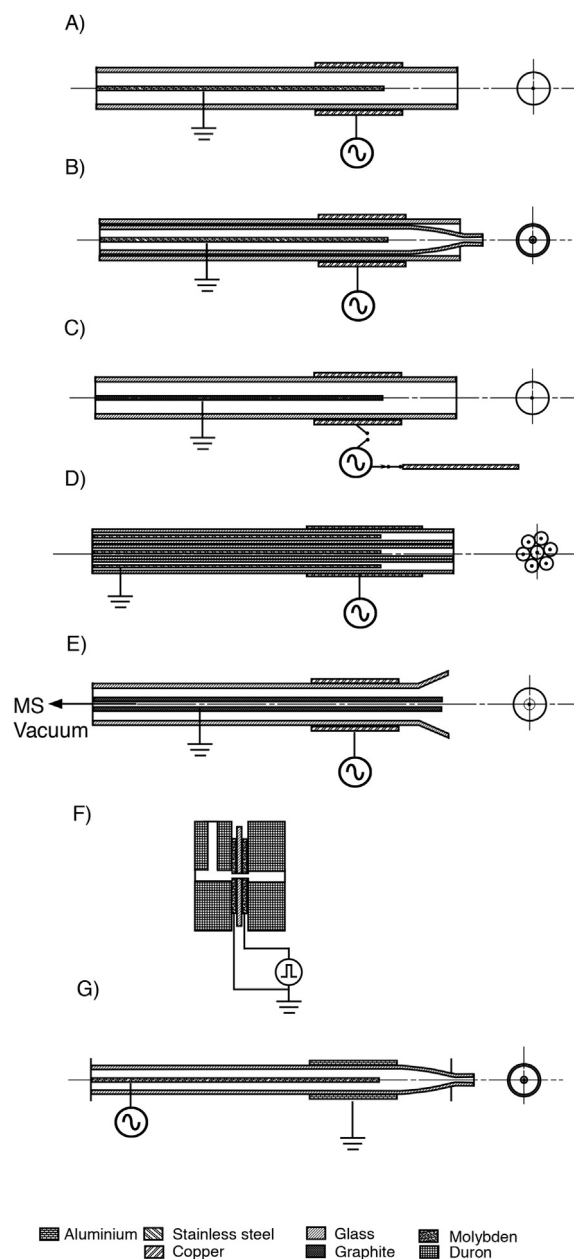 A)
B)
C)
D)
E)
MS
Vacuum
F)
G)
Aluminium Stainless steel Glass Molybden
Copper Graphite Duron